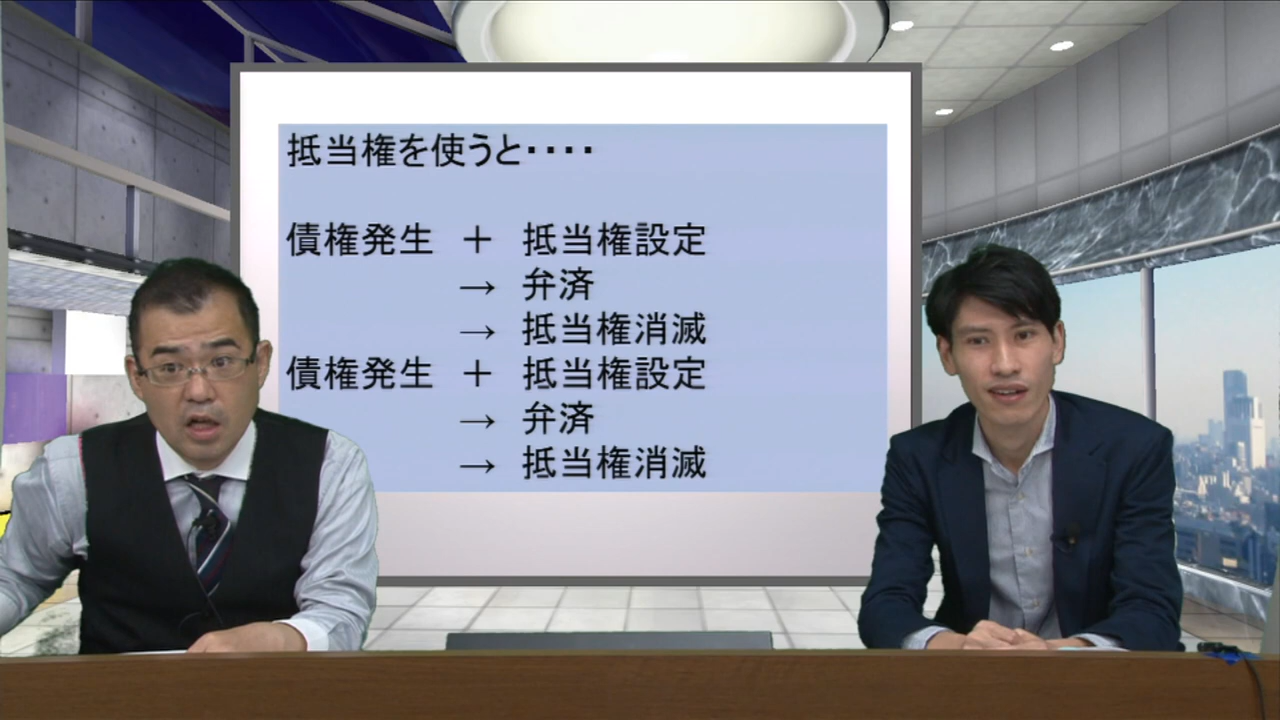 抵当権を使うと････
債権発生 ＋ 抵当権設定
→ 弁済
→ 抵当権消滅
債権発生 ＋ 抵当権設定
→ 弁済
→ 抵当権消滅